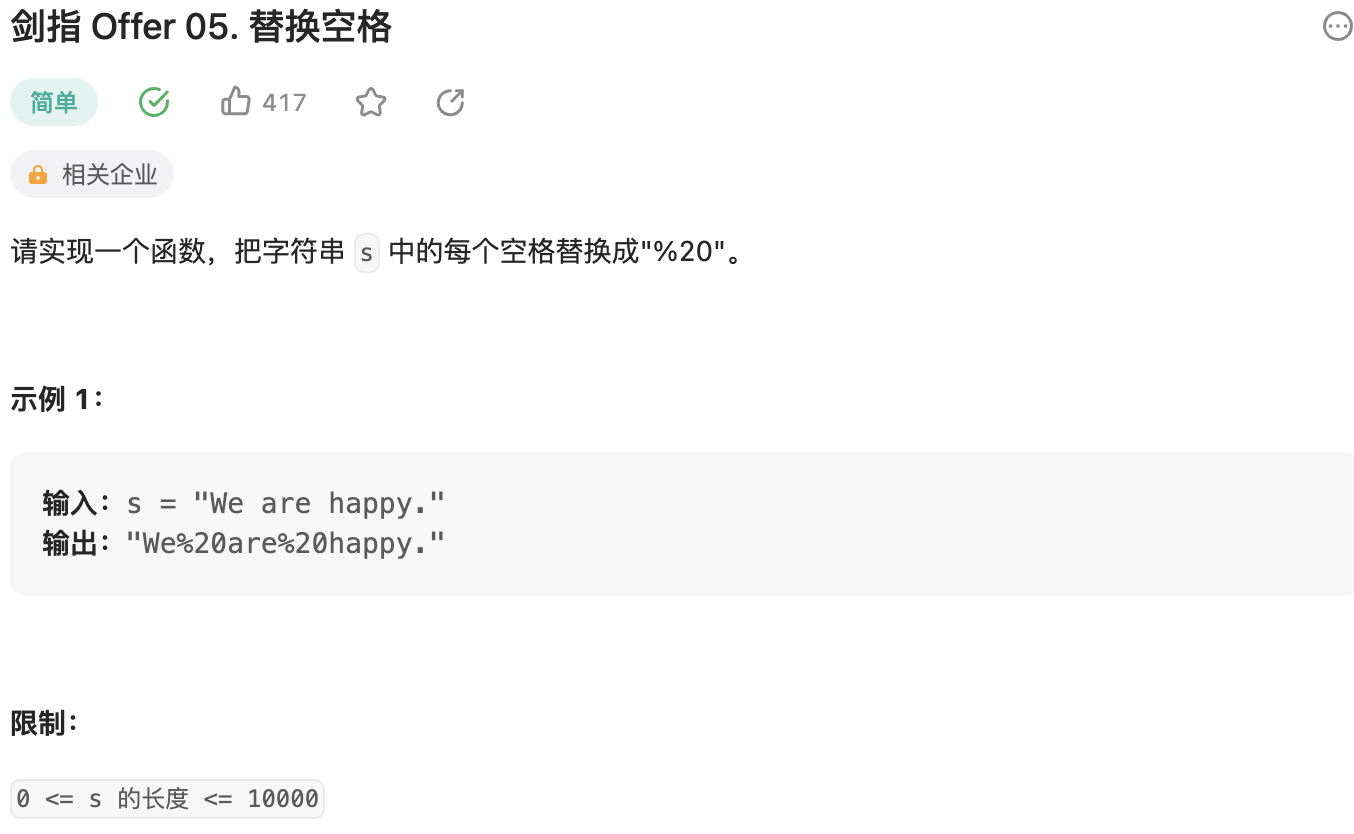 剑指 Offer 05. 替换空格
简单 417
相关企业
请实现一个函数，把字符串 s 中的每个空格替换成"%20"。
示例 1：
输入：s = "We are happy."
输出："We%20are%20happy."
限制：
0 <= s 的长度 <= 10000